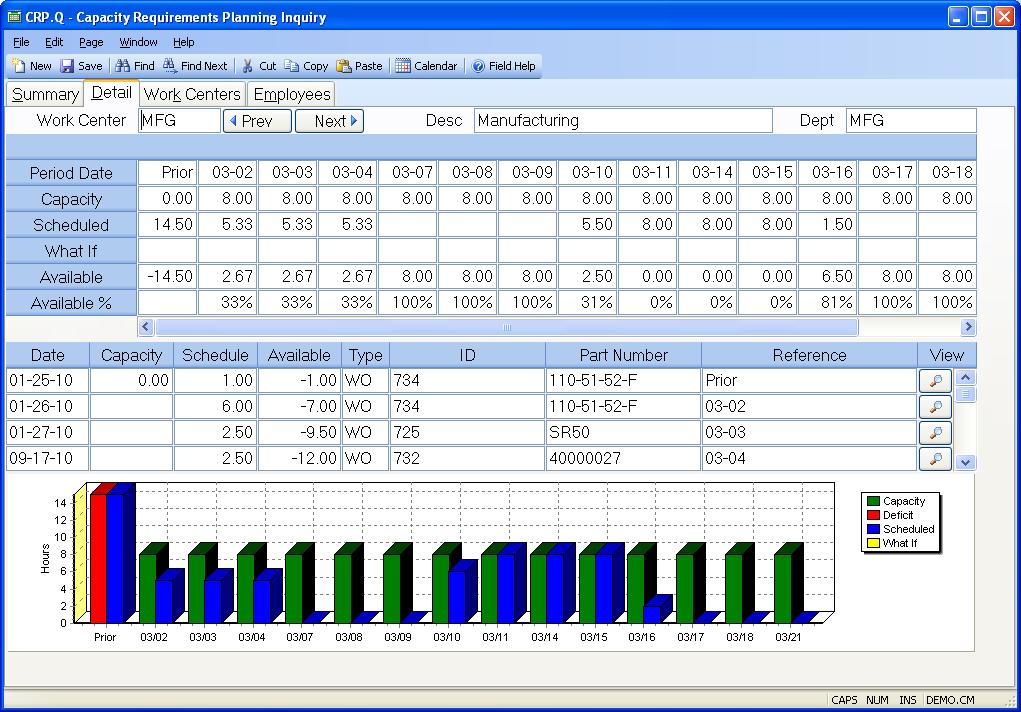 CRP.Q - Capacity Requirements Planning Inquiry
File Edit Page Window Help
New Save Find Find Next Cut Copy Paste Calendar Field Help
Summary Detail Work Centers Employees
Work Center MFG Prev Next Desc Manufacturing Dept MFG
Period Date Prior 03-02 03-03 03-04 03-07 03-08 03-09 03-10 03-11 03-14 03-15 03-16 03-17 03-18
Capacity 0.00 8.00 8.00 8.00 8.00 8.00 8.00 8.00 8.00 8.00 8.00 8.00 8.00 8.00
Scheduled 14.50 5.33 5.33 5.33 5.50 8.00 8.00 8.00 1.50
What If
Available -14.50 2.67 2.67 2.67 8.00 8.00 8.00 2.50 0.00 0.00 0.00 6.50 8.00 8.00
Available % 33% 33% 33% 100% 100% 100% 31% 0% 0% 0% 81% 100% 100%
Date Capacity Schedule Available Type ID Part Number Reference View
01-25-10 0.00 1.00 -1.00 WO 734 110-51-52-F Prior
01-26-10 6.00 -7.00 WO 734 110-51-52-F 03-02
01-27-10 2.50 -9.50 WO 725 SR50 03-03
09-17-10 2.50 -12.00 WO 732 40000027 03-04
Hours
14
12
10
8
6
4
2
0
Prior 03/02 03/03 03/04 03/07 03/08 03/09 03/10 03/11 03/14 03/15 03/16 03/17 03/18 03/21
Capacity
Deficit
Scheduled
What If
CAPS NUM INS DEMO.CM